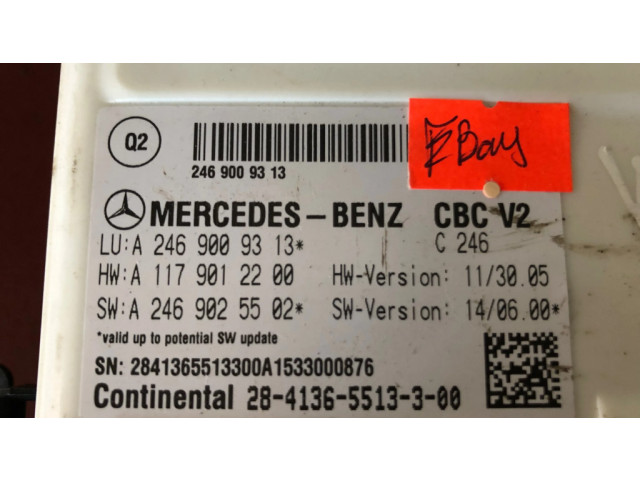 Q2
246 900 93 13
EBay
MERCEDES-BENZ CBC V2
LU:A 246 900 93 13* C 246
HW:A 117 901 22 00 HW-Version: 11/30.05
SW:A 246 902 55 02* SW-Version: 14/06.00*
*valid up to potential SW update
SN: 2841365513300A1533000876
Continental 28-4136-5513-3-00